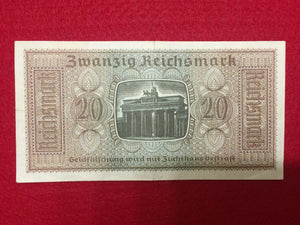 Zwanzig Reichsmark
Reichsmark
20
20
Reichsmark
Geldfälschung wird mit Zuchthaus bestraft